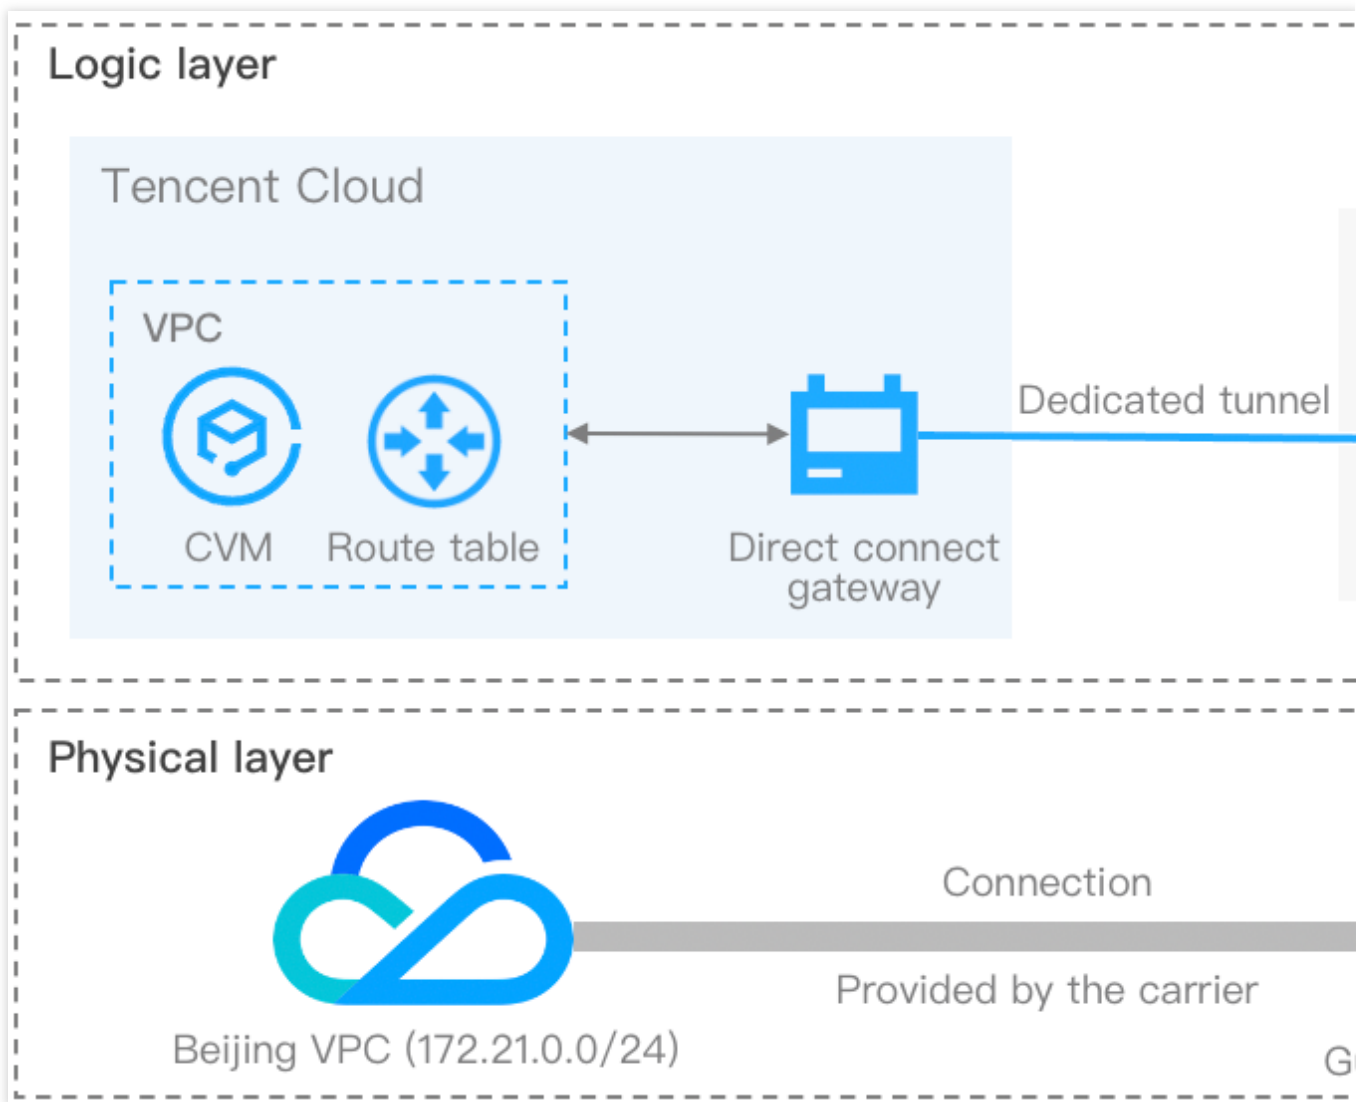 Logic layer
Tencent Cloud
VPC
CVM
Route table
Direct connect
gateway
Dedicated tunnel
Physical layer
Connection
Provided by the carrier
Beijing VPC (172.21.0.0/24)